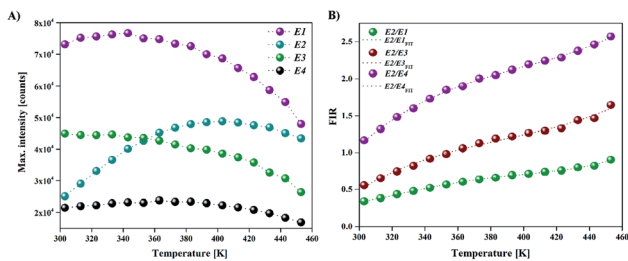 A)
8x10⁴
7x10⁴
6x10⁴
5x10⁴
4x10⁴
3x10⁴
2x10⁴
Max. intensity [counts]
E1
E2
E3
E4
300 320 340 360 380 400 420 440 460
Temperature [K]
B)
2.5
2.0
1.5
1.0
0.5
0.0
FIR
E2/E1
E2/E3
E2/E4
E2/E1FIT
E2/E3FIT
E2/E4FIT
300 320 340 360 380 400 420 440 460
Temperature [K]